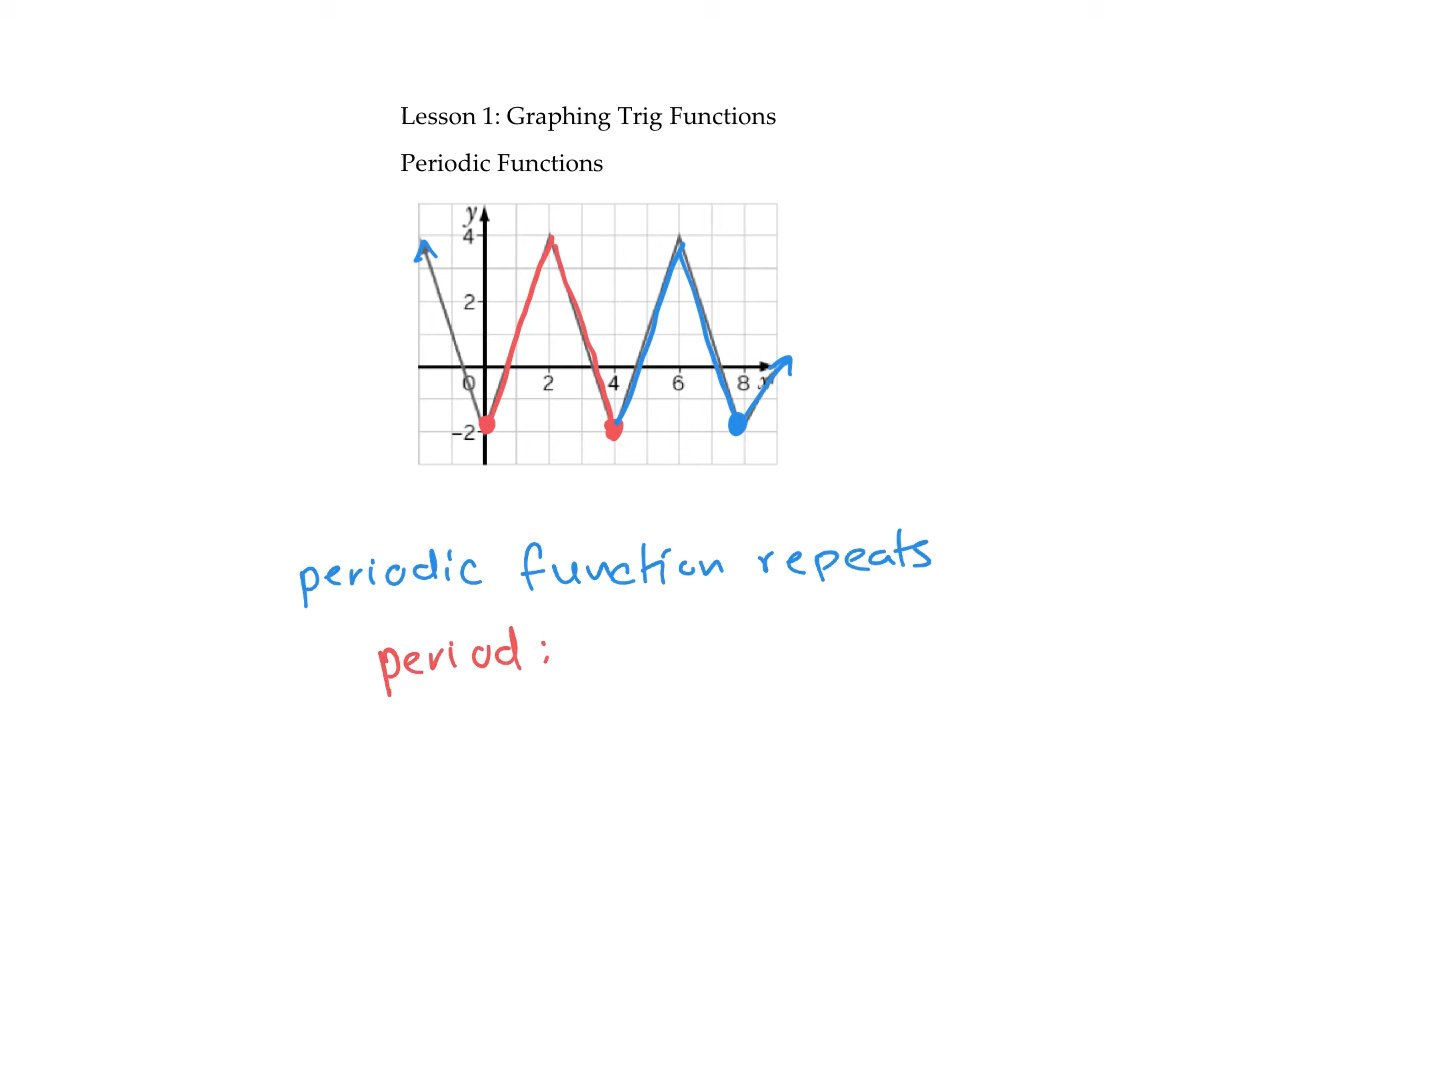 Lesson 1: Graphing Trig Functions
Periodic Functions
y
4
2
0 2 4 6 8 x
-2
periodic function repeats
period: